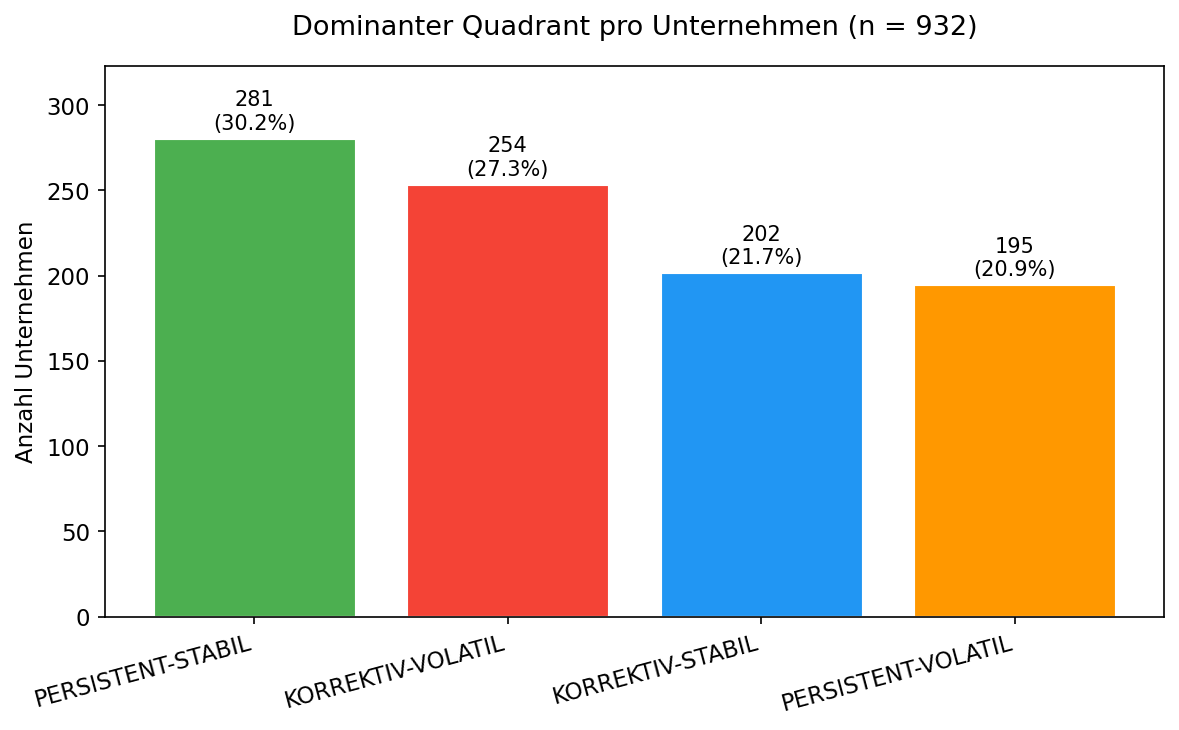 Dominanter Quadrant pro Unternehmen (n = 932)
Anzahl Unternehmen
300
250
200
150
100
50
0
281
(30.2%)
254
(27.3%)
202
(21.7%)
195
(20.9%)
PERSISTENT-STABIL
KORREKTIV-VOLATIL
KORREKTIV-STABIL
PERSISTENT-VOLATIL